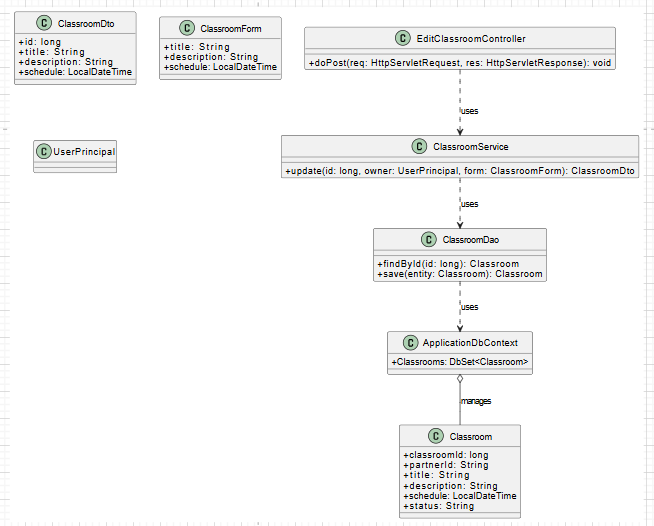 C ClassroomDto
+id: long
+title: String
+description: String
+schedule: LocalDateTime
C ClassroomForm
+title: String
+description: String
+schedule: LocalDateTime
C EditClassroomController
+doPost(req: HttpServletRequest, res: HttpServletResponse): void
uses
C UserPrincipal
C ClassroomService
+update(id: long, owner: UserPrincipal, form: ClassroomForm): ClassroomDto
uses
C ClassroomDao
+findById(id: long): Classroom
+save(entity: Classroom): Classroom
uses
C ApplicationDbContext
+Classrooms: DbSet<Classroom>
manages
C Classroom
+classroomId: long
+partnerId: String
+title: String
+description: String
+schedule: LocalDateTime
+status: String